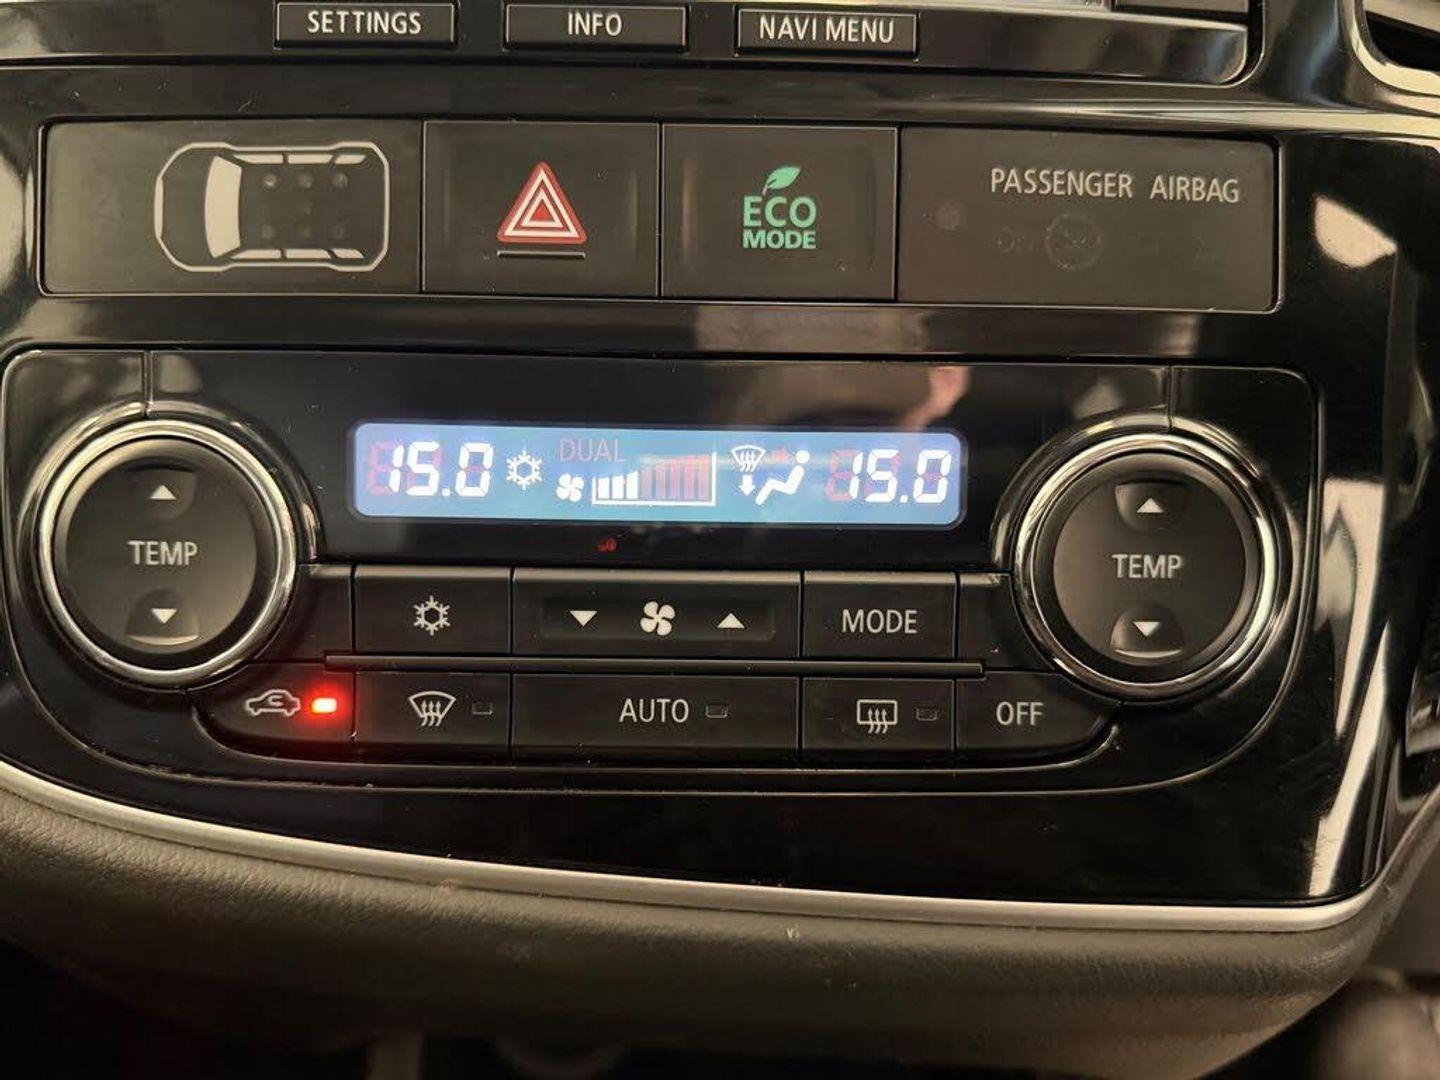 SETTINGS
INFO
NAVI MENU
ECO
MODE
PASSENGER AIRBAG
DUAL
15.0
15.0
TEMP
TEMP
MODE
AUTO
OFF